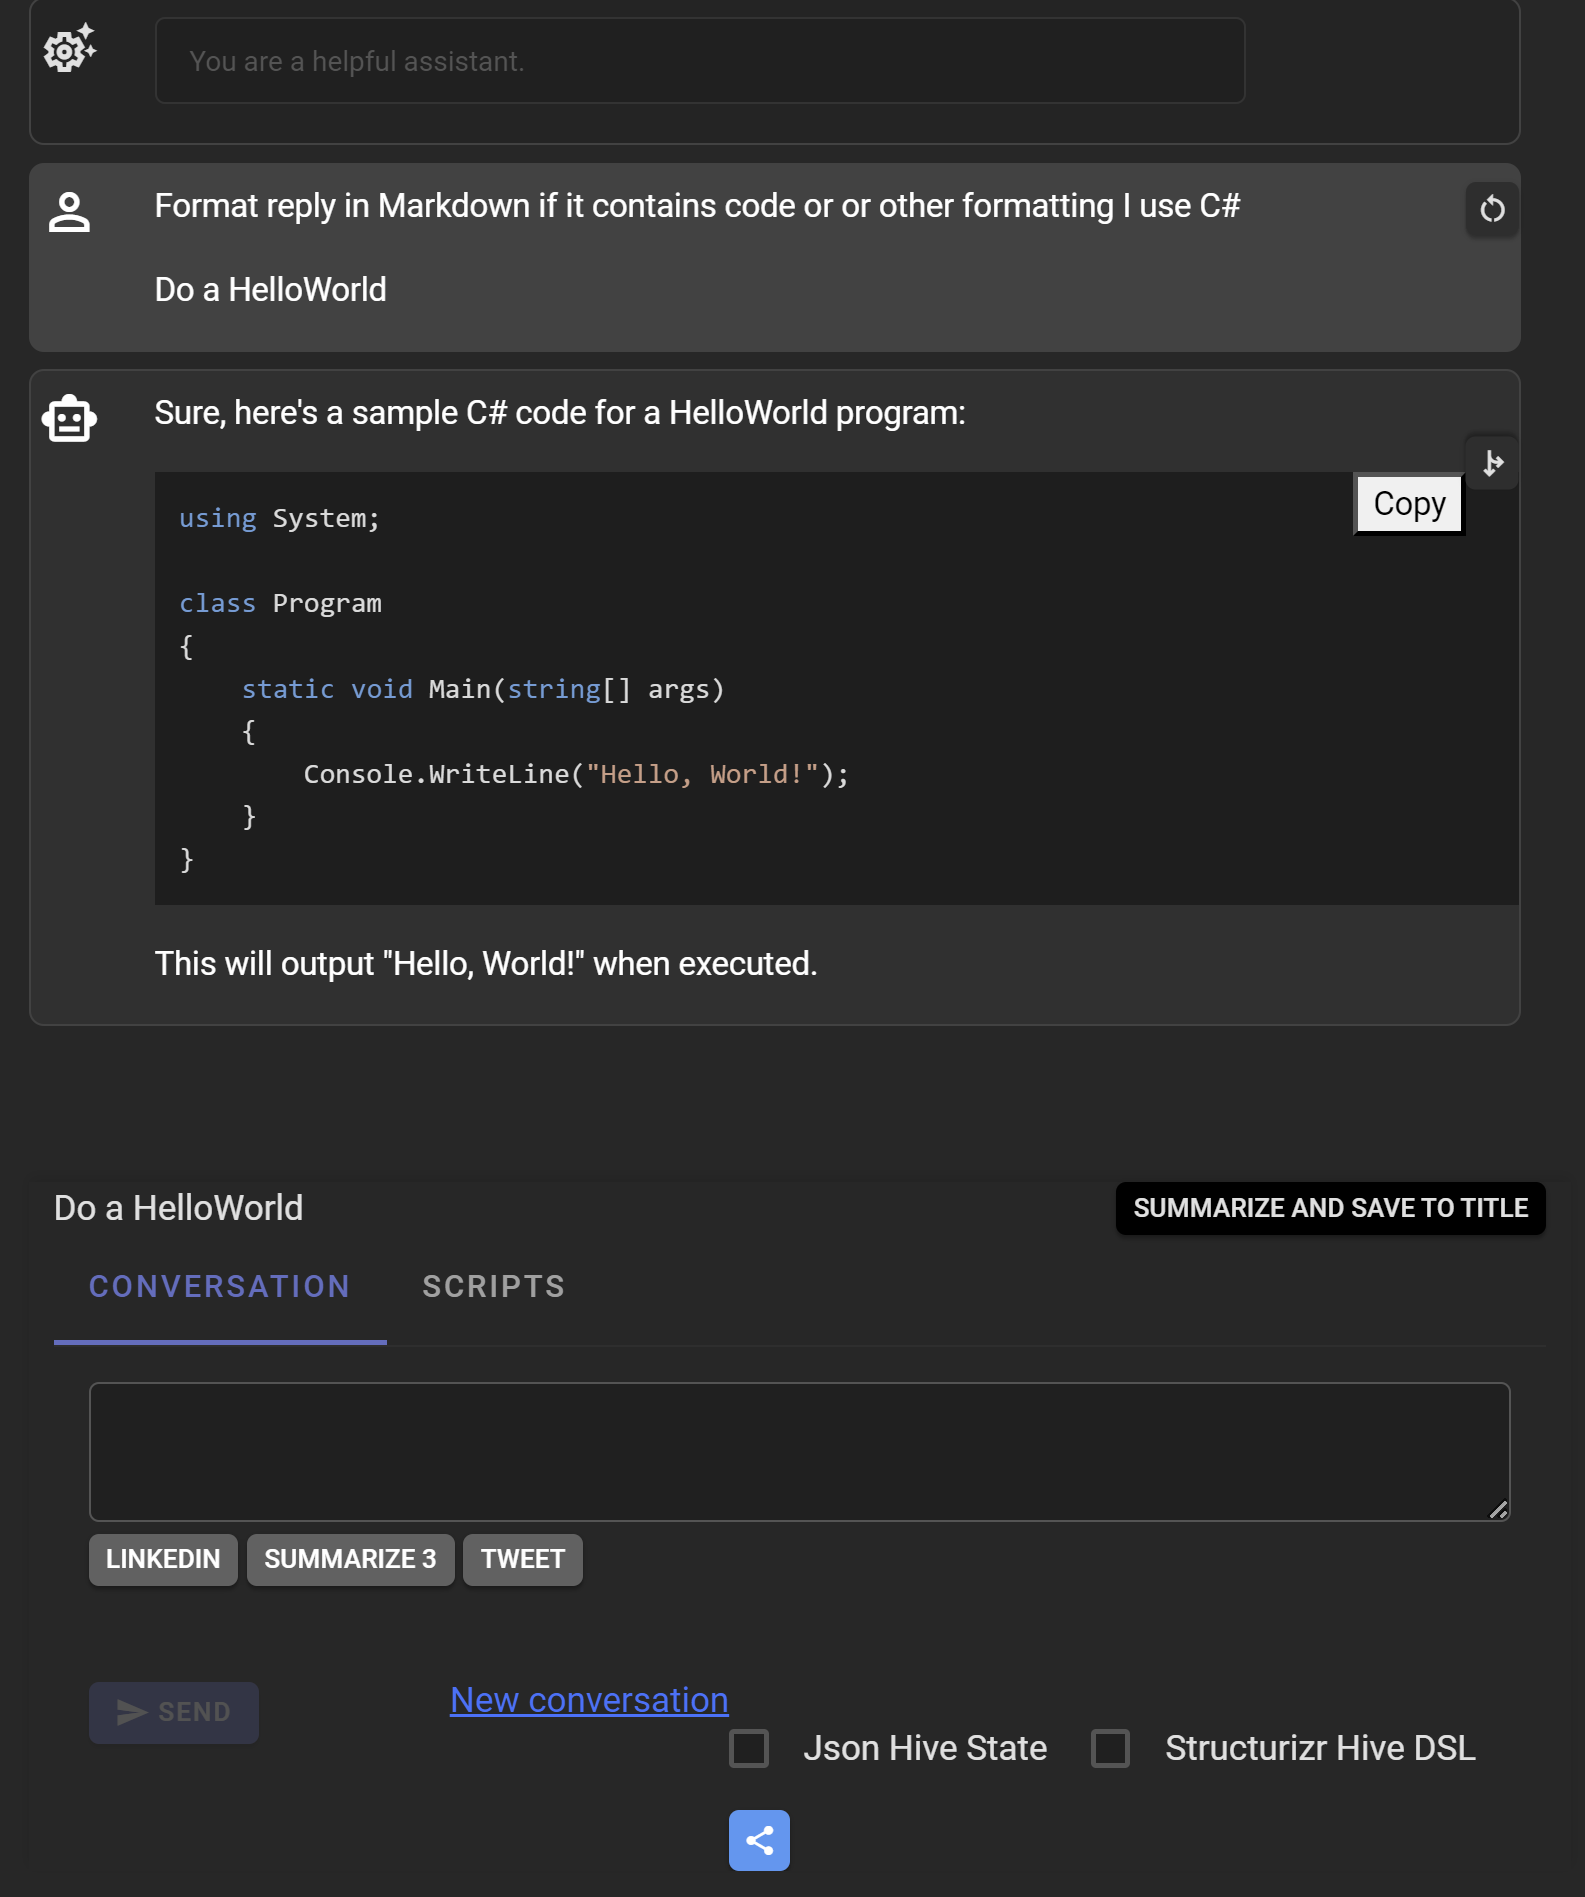 You are a helpful assistant.
Format reply in Markdown if it contains code or or other formatting I use C#
Do a HelloWorld
Sure, here's a sample C# code for a HelloWorld program:
Copy
using System;
class Program
{
    static void Main(string[] args)
    {
        Console.WriteLine("Hello, World!");
    }
}
This will output "Hello, World!" when executed.
Do a HelloWorld
SUMMARIZE AND SAVE TO TITLE
CONVERSATION SCRIPTS
LINKEDIN SUMMARIZE 3 TWEET
SEND
New conversation
Json Hive State Structurizr Hive DSL